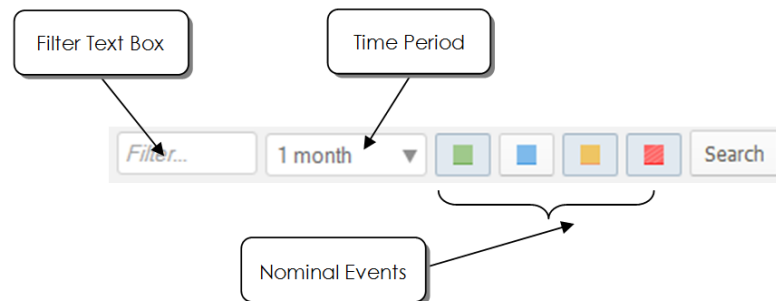 Filter Text Box
Time Period
Filter...
1 month
Search
Nominal Events